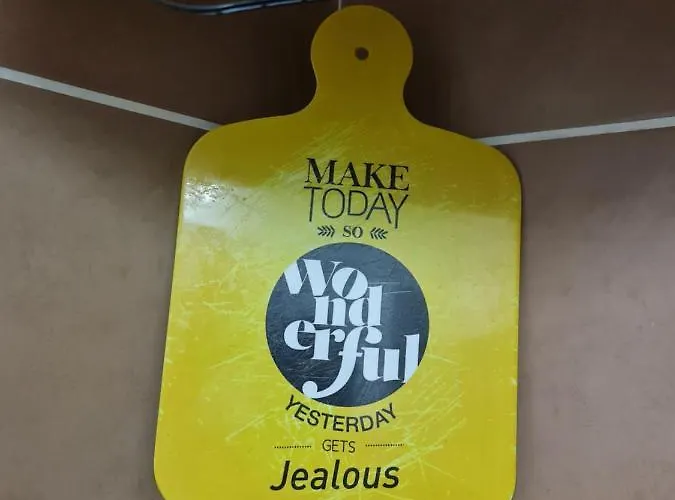 MAKE
TODAY
SO
wo
nd
erful
YESTERDAY
GETS
Jealous